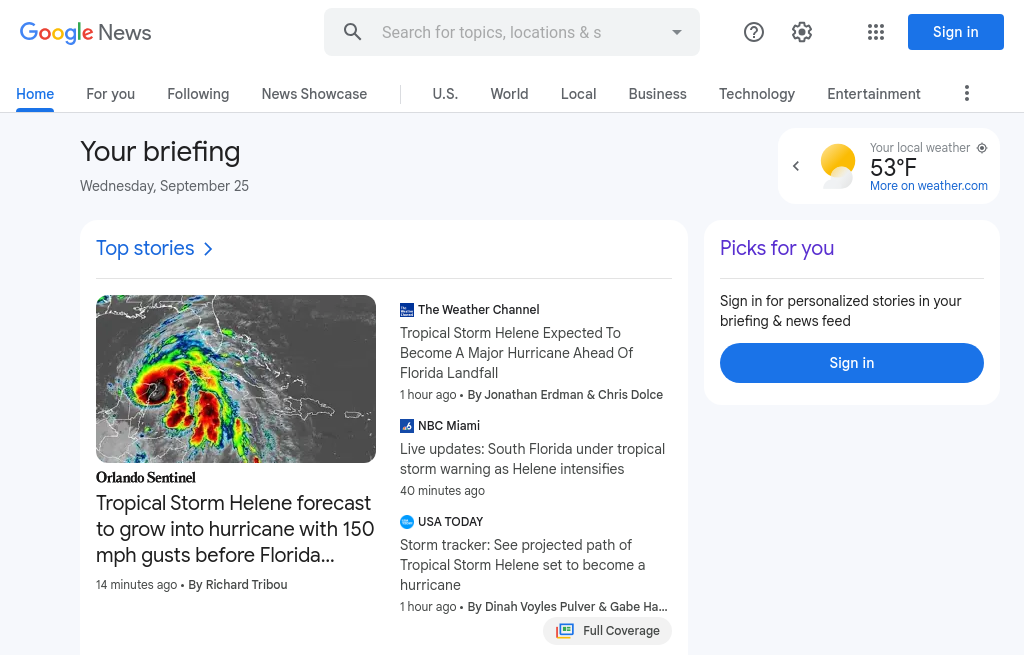 Google News
Search for topics, locations & s
Sign in
Home
For you
Following
News Showcase
U.S.
World
Local
Business
Technology
Entertainment
Your briefing
Wednesday, September 25
Your local weather
53°F
More on weather.com
Top stories
Orlando Sentinel
Tropical Storm Helene forecast
to grow into hurricane with 150
mph gusts before Florida...
14 minutes ago • By Richard Tribou
The Weather Channel
Tropical Storm Helene Expected To
Become A Major Hurricane Ahead Of
Florida Landfall
1 hour ago • By Jonathan Erdman & Chris Dolce
NBC Miami
Live updates: South Florida under tropical
storm warning as Helene intensifies
40 minutes ago
USA TODAY
Storm tracker: See projected path of
Tropical Storm Helene set to become a
hurricane
1 hour ago • By Dinah Voyles Pulver & Gabe Ha...
Full Coverage
Picks for you
Sign in for personalized stories in your
briefing & news feed
Sign in